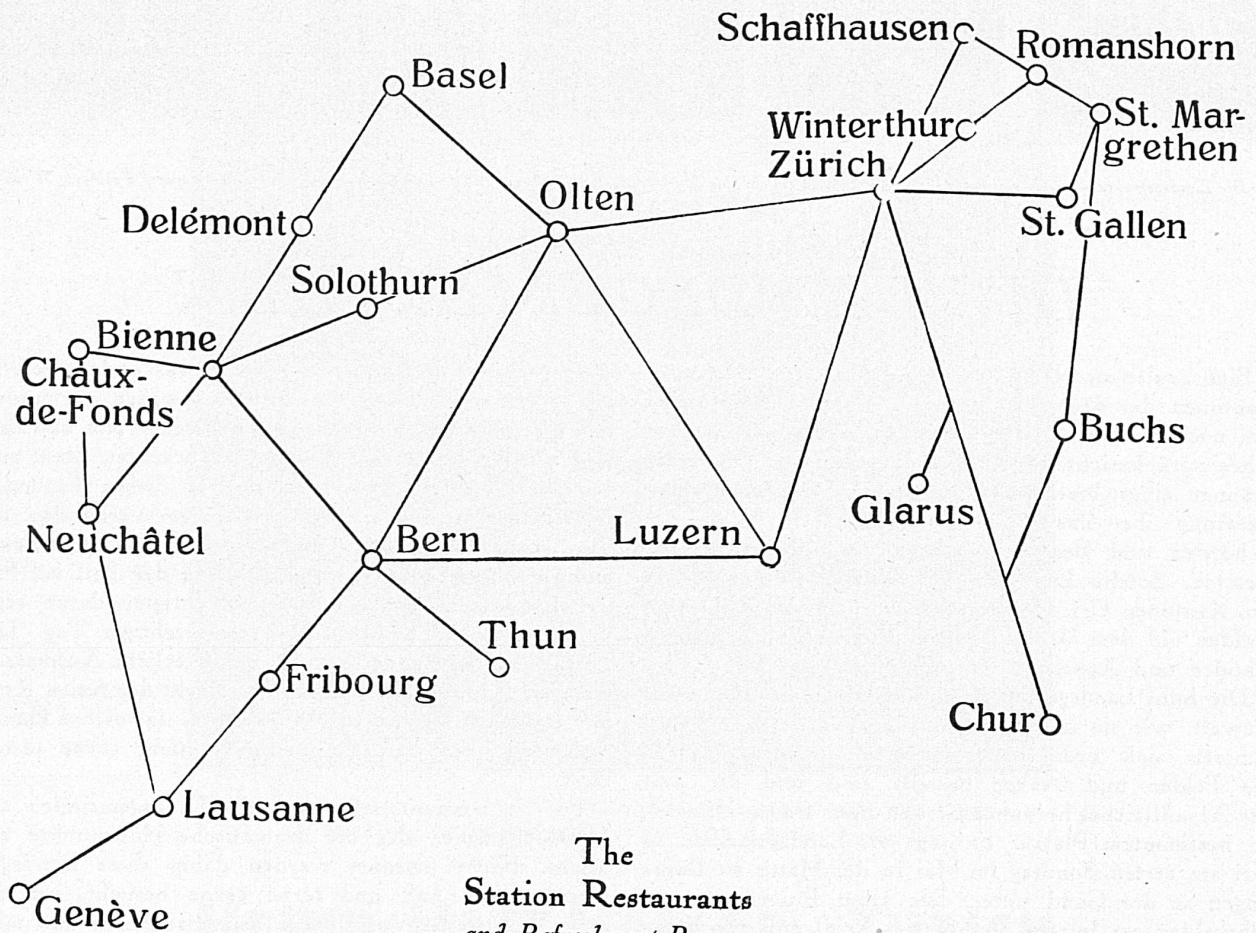 Schaffhausen
Romanshorn
Basel
St. Mar-
grethen
Winterthur
Zürich
Olten
Delémont
St. Gallen
Solothurn
Bienne
Chaux-
de-Fonds
Buchs
Glarus
Neuchâtel
Bern
Luzern
Thun
Fribourg
Chur
Lausanne
Genève
The
Station Restaurants